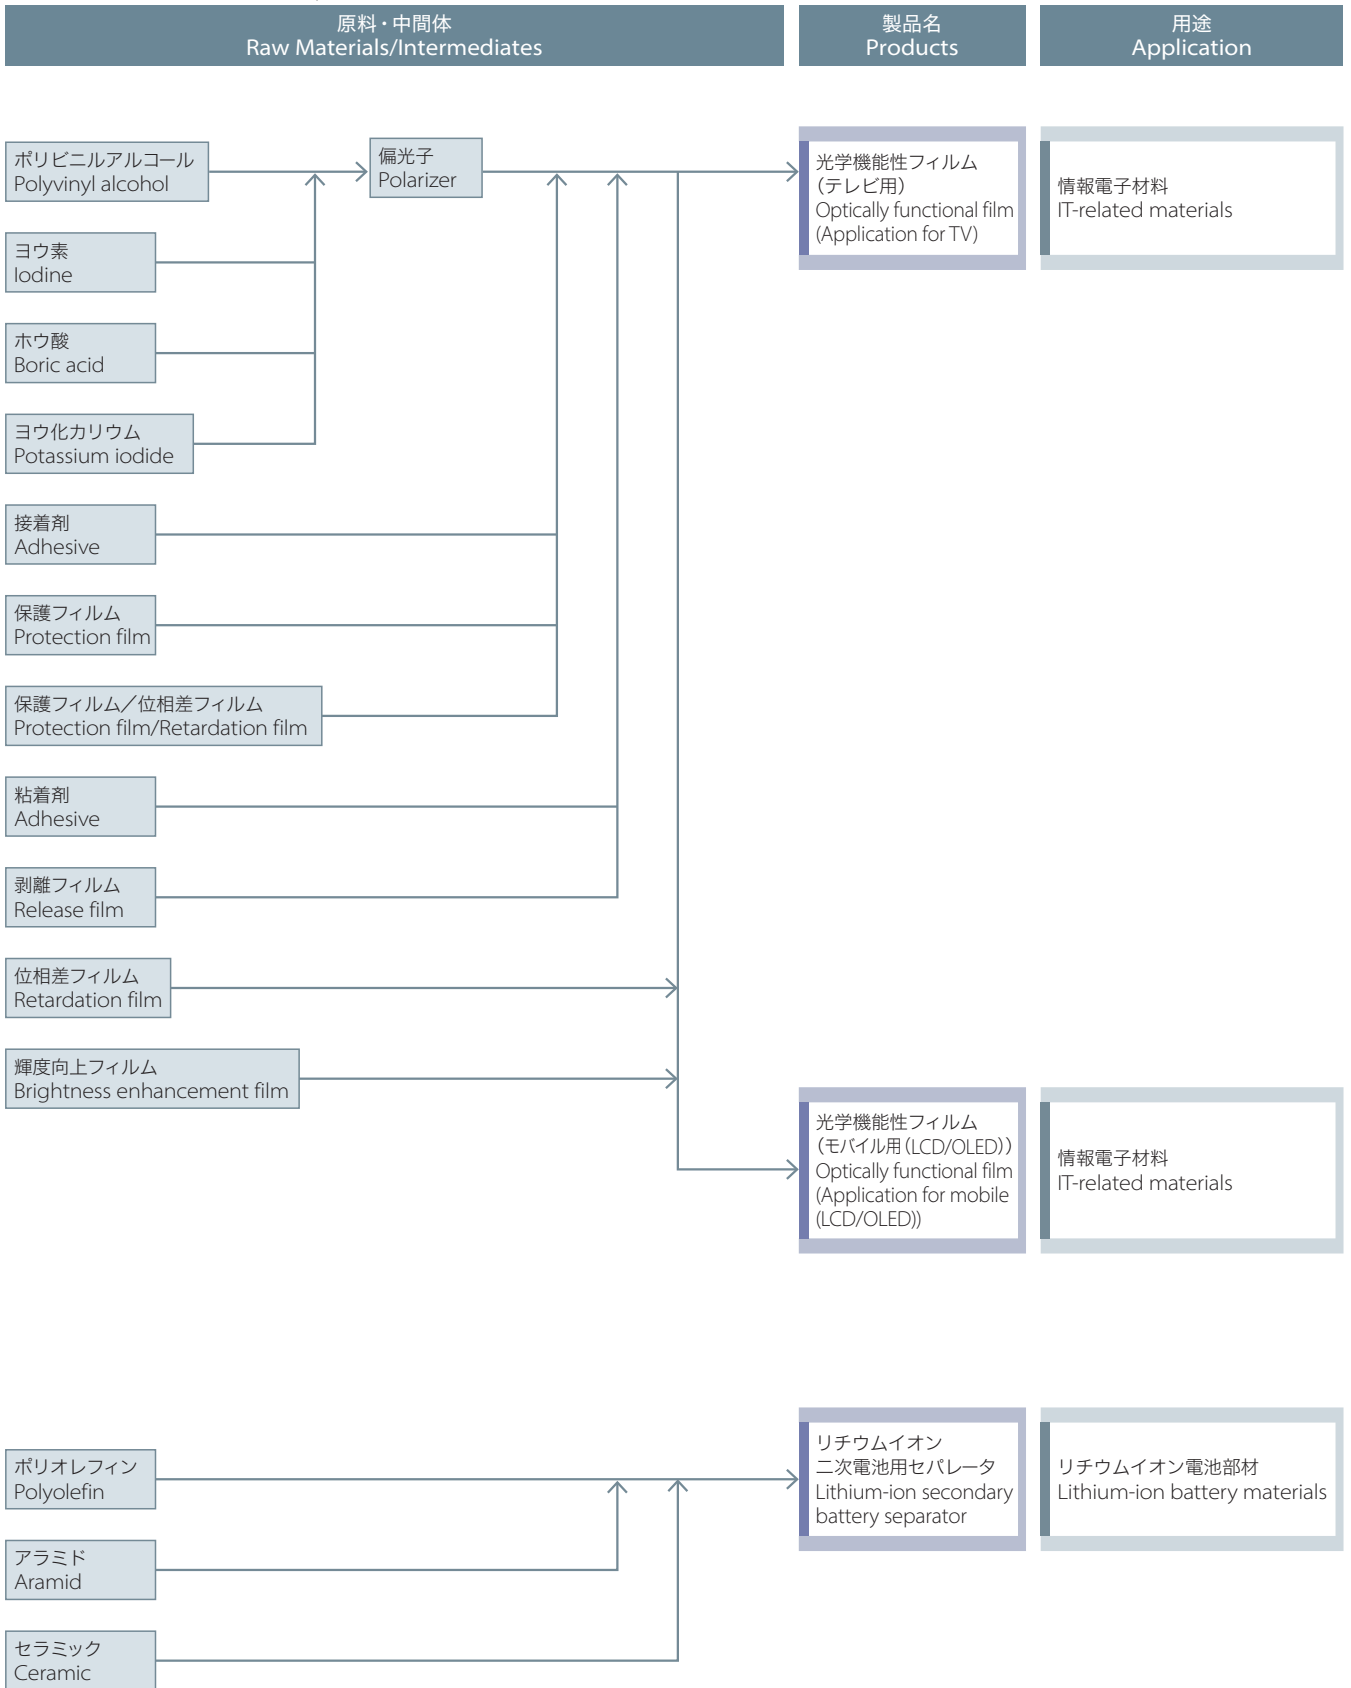 原料・中間体
Raw Materials/Intermediates
製品名
Products
用途
Application
ポリビニルアルコール
Polyvinyl alcohol
偏光子
Polarizer
光学機能性フィルム
(テレビ用)
Optically functional film
(Application for TV)
情報電子材料
IT-related materials
ヨウ素
Iodine
ホウ酸
Boric acid
ヨウ化カリウム
Potassium iodide
接着剤
Adhesive
保護フィルム
Protection film
保護フィルム／位相差フィルム
Protection film/Retardation film
粘着剤
Adhesive
剥離フィルム
Release film
位相差フィルム
Retardation film
輝度向上フィルム
Brightness enhancement film
光学機能性フィルム
(モバイル用(LCD/OLED))
Optically functional film
(Application for mobile
(LCD/OLED))
情報電子材料
IT-related materials
ポリオレフィン
Polyolefin
リチウムイオン
二次電池用セパレータ
Lithium-ion secondary
battery separator
リチウムイオン電池部材
Lithium-ion battery materials
アラミド
Aramid
セラミック
Ceramic